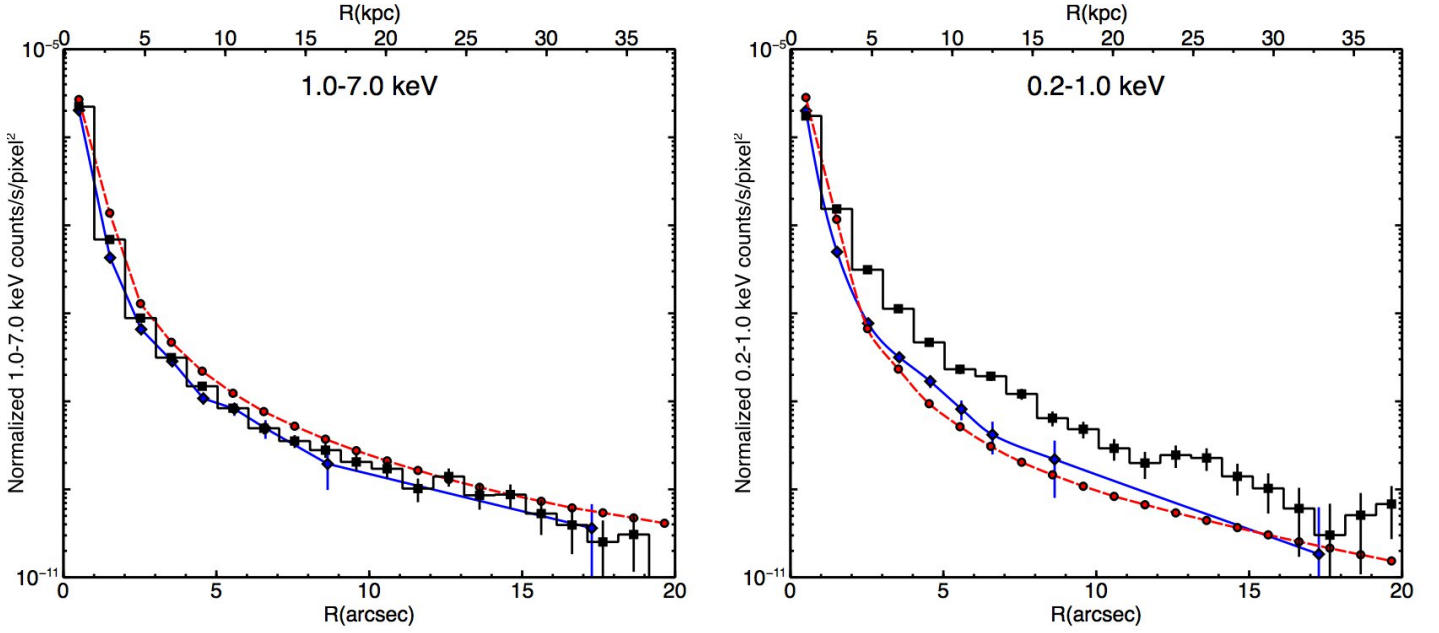 R(kpc)
0 5 10 15 20 25 30 35
10⁻⁵
1.0-7.0 keV
Normalized 1.0-7.0 keV counts/s/pixel²
10⁻¹¹
0 5 10 15 20
R(arcsec)
R(kpc)
0 5 10 15 20 25 30 35
10⁻⁵
0.2-1.0 keV
Normalized 0.2-1.0 keV counts/s/pixel²
10⁻¹¹
0 5 10 15 20
R(arcsec)